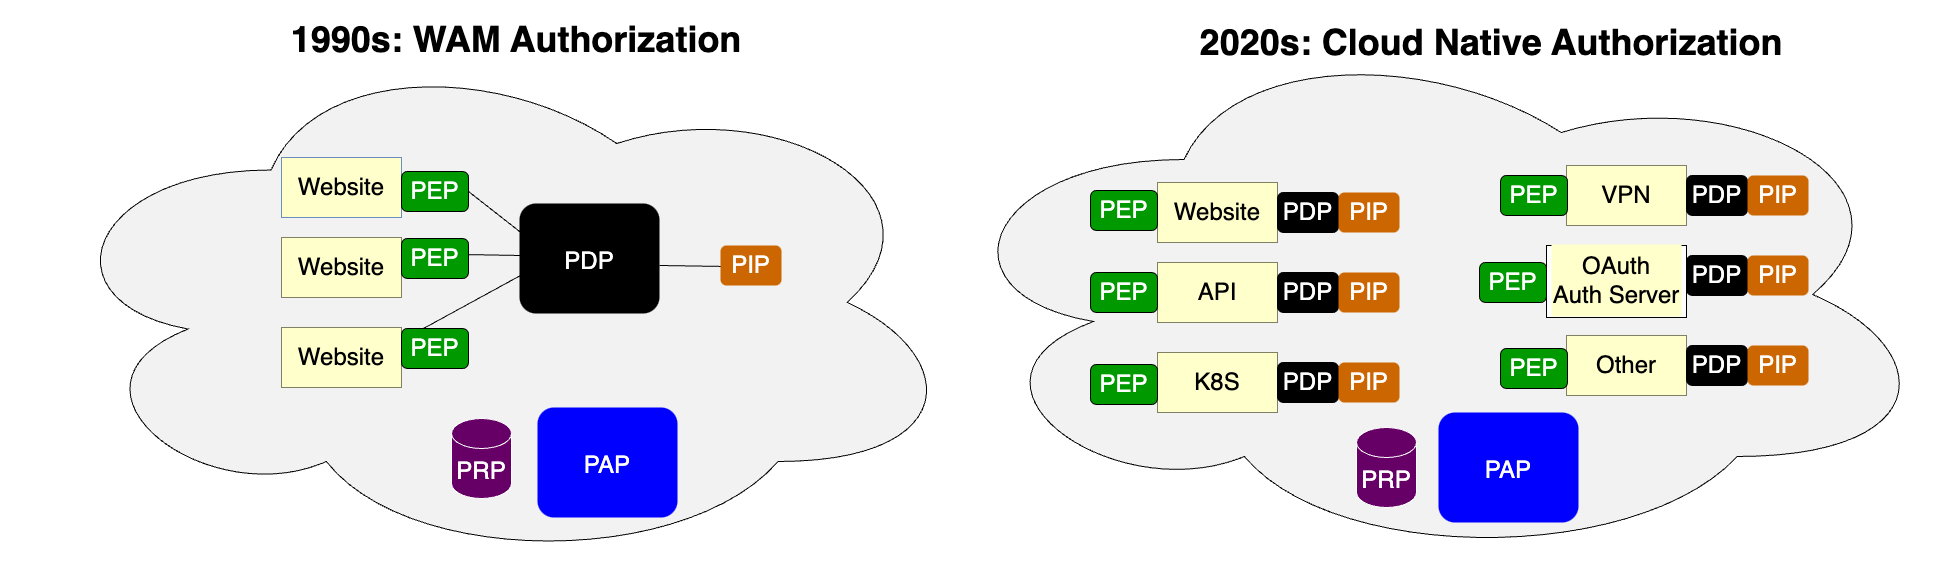 1990s: WAM Authorization
Website PEP
Website PEP
Website PEP
PDP
PIP
PRP
PAP
2020s: Cloud Native Authorization
PEP Website PDP PIP
PEP API PDP PIP
PEP K8S PDP PIP
PEP VPN PDP PIP
PEP OAuth PDP PIP
Auth Server
PEP Other PDP PIP
PRP
PAP